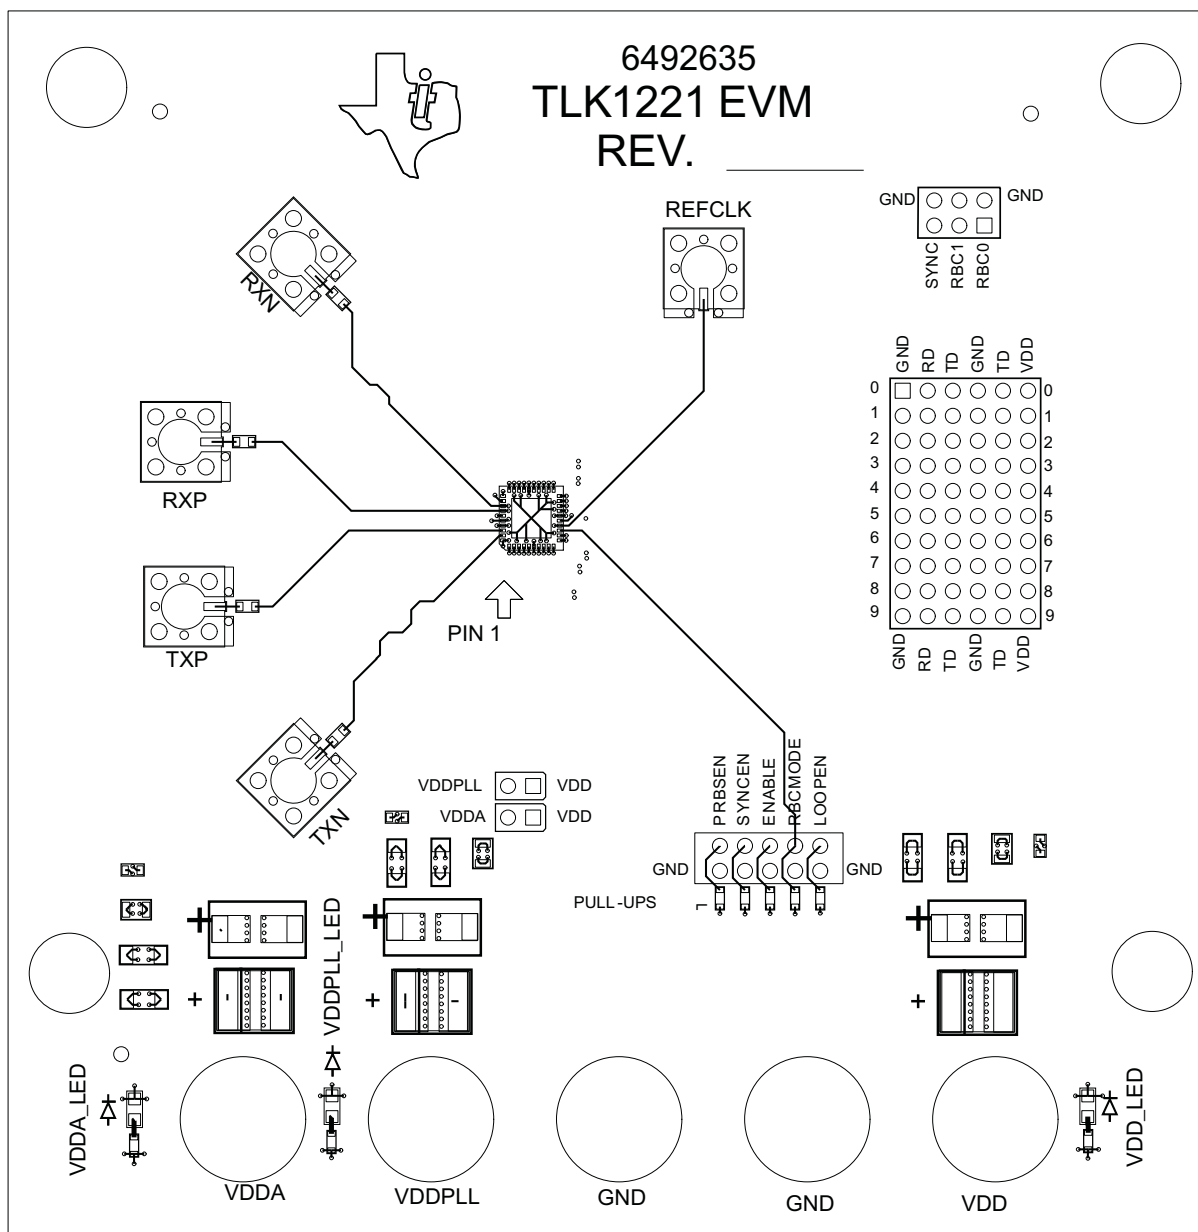 6492635
TLK1221 EVM
REV.
RXN
REFCLK
GND
GND
SYNC
RBC1
RBC0
GND RD TD GND TD VDD
0 0
1 1
2 2
3 3
4 4
5 5
6 6
7 7
8 8
9 9
GND RD TD GND TD VDD
RXP
TXP
PIN 1
TXN
VDDPLL VDD
VDDA VDD
PRBSEN
SYNCEN
ENABLE
RBCMODE
LOOPEN
GND GND
PULL-UPS
+ + +
+ + +
VDDPLL_LED
VDDA_LED
VDD_LED
VDDA VDDPLL GND GND VDD